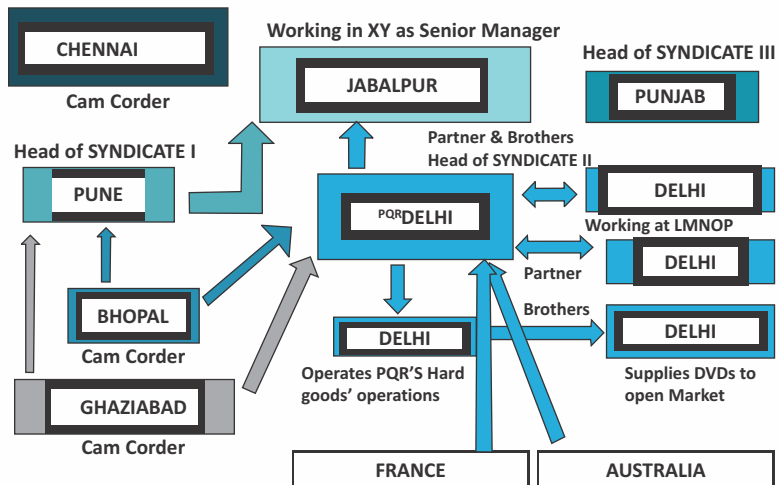 Working in XY as Senior Manager
CHENNAI
Cam Corder
JABALPUR
Head of SYNDICATE III
PUNJAB
Head of SYNDICATE I
PUNE
Partner & Brothers
Head of SYNDICATE II
DELHI
PQRDELHI
Working at LMNOP
DELHI
Partner
BHOPAL
Cam Corder
Brothers
DELHI
DELHI
Operates PQR'S Hard
goods' operations
Supplies DVDs to
open Market
GHAZIABAD
Cam Corder
FRANCE
AUSTRALIA